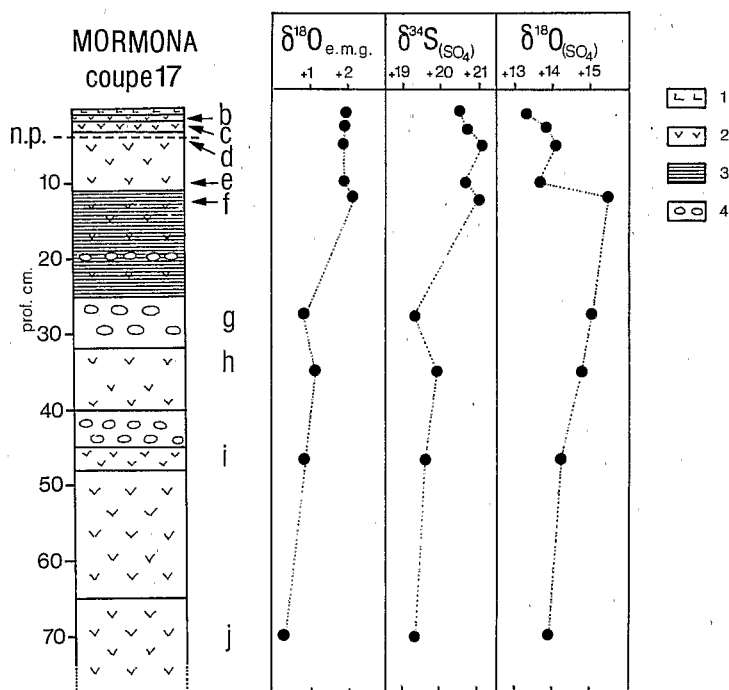 MORMONA
coupe 17
δ¹⁸O e.m.g.
+1 +2
δ³⁴S (SO₄)
+19 +20 +21
δ¹⁸O (SO₄)
+13 +14 +15
n.p.
prof. cm.
10
20
30
40
50
60
70
b
c
d
e
f
g
h
i
j
1
2
3
4